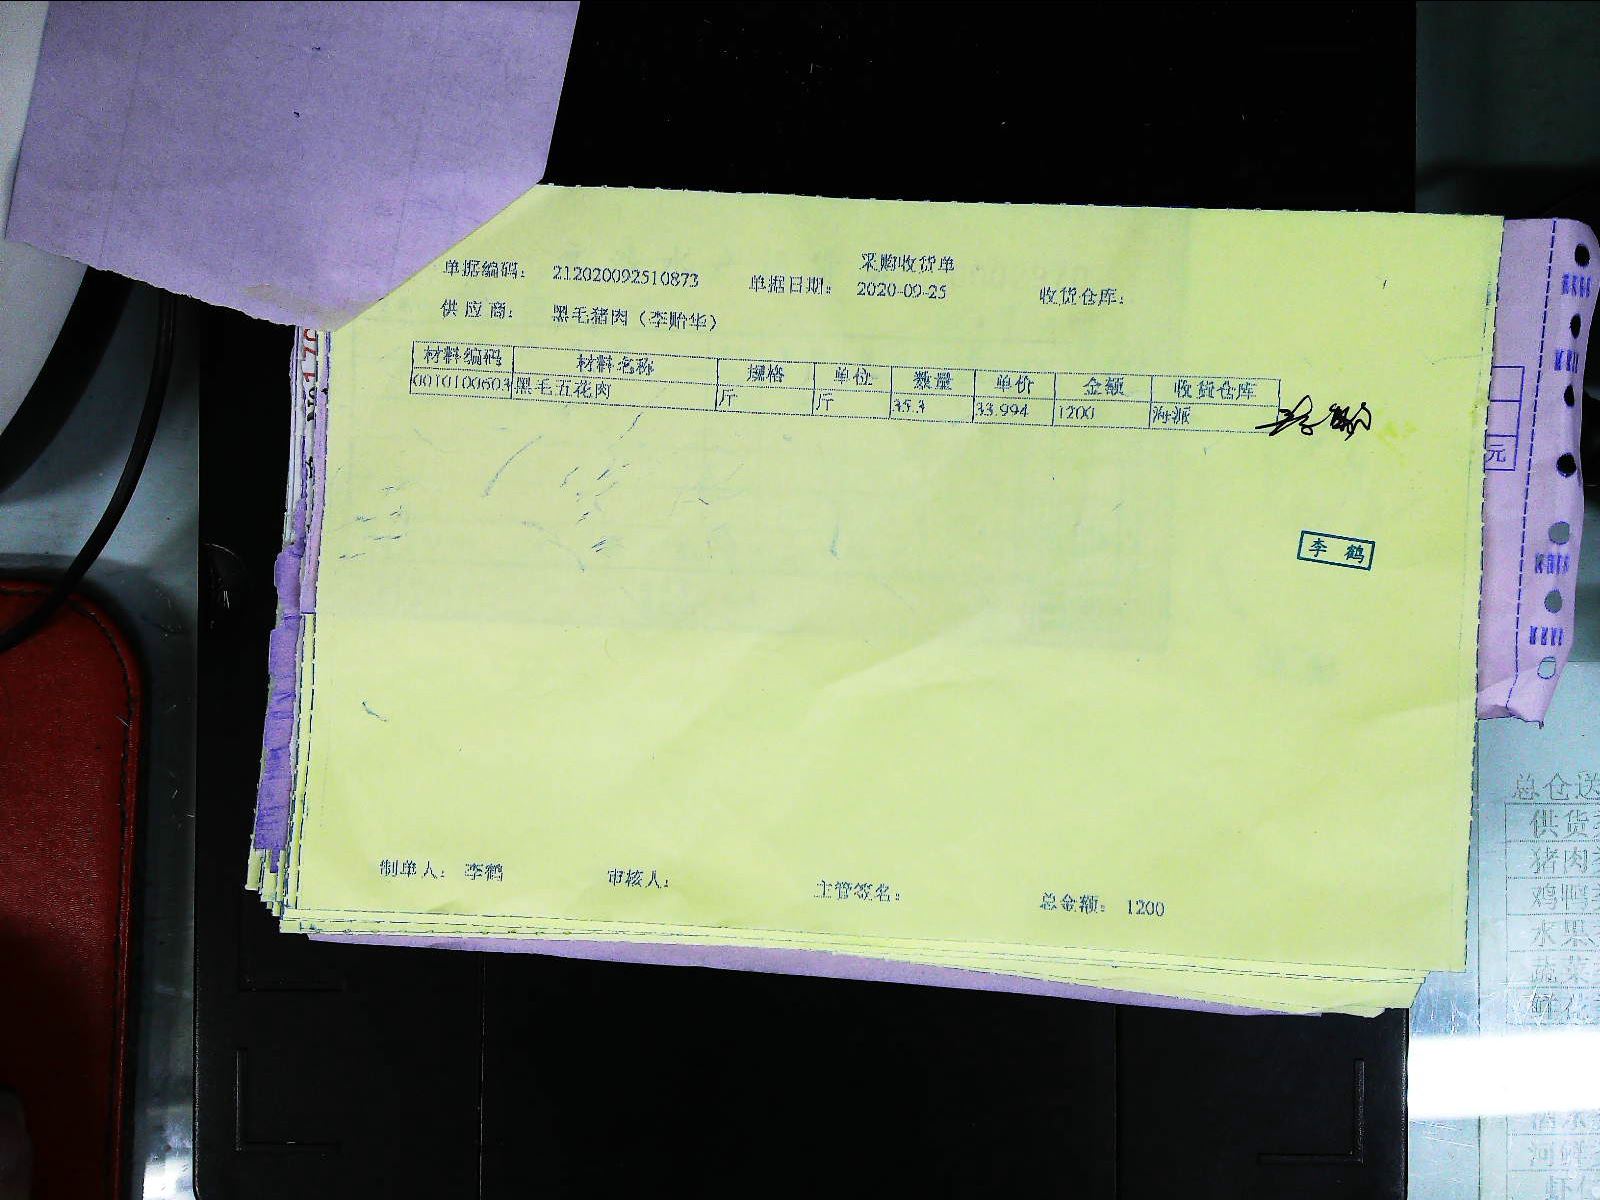 采购收货单
单据编码： 212020092510873 单据日期： 2020-09-25 收货仓库：
供应商： 黑毛猪肉（李贻华）
材料编码 材料名称 规格 单位 数量 单价 金额 收货仓库
0010100603 黑毛五花肉 斤 斤 35.3 33.994 1200 海派
李鹤
制单人： 李鹤 审核人： 主管签名： 总金额： 1200
元
总仓送
供货
猪肉
鸡鸭
水果
蔬菜
河鲜